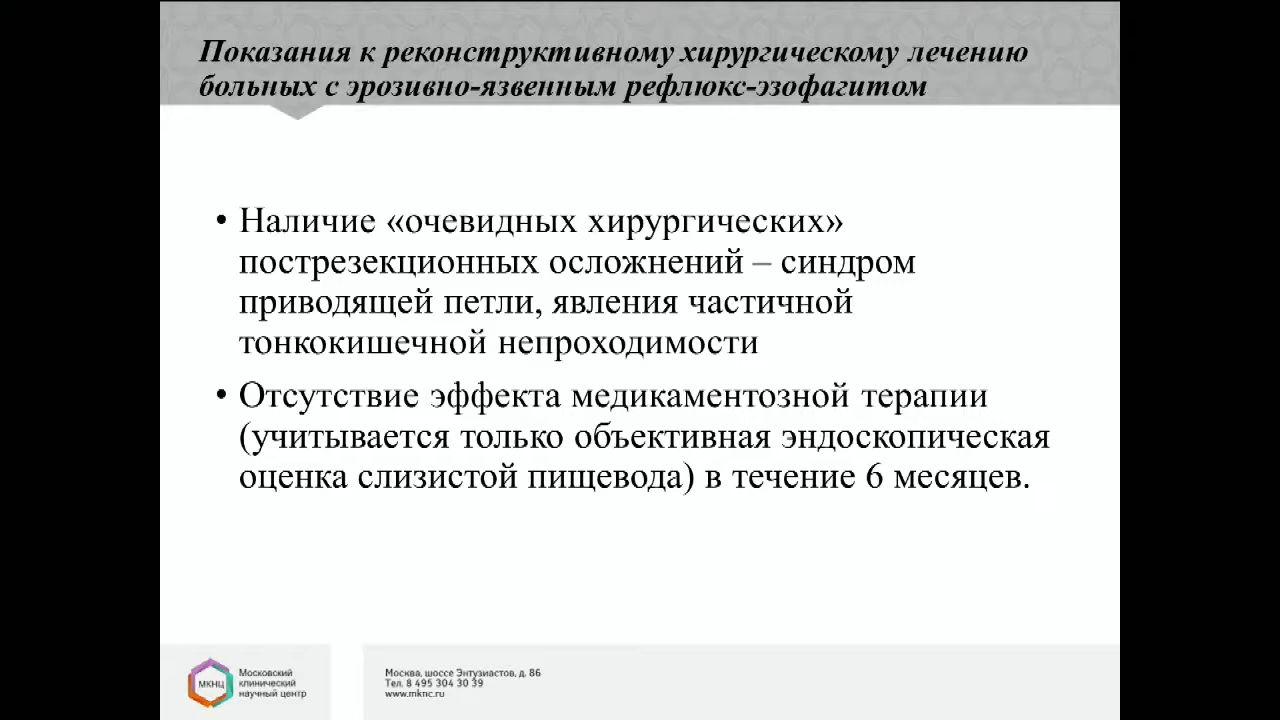 Показания к реконструктивному хирургическому лечению
больных с эрозивно-язвенным рефлюкс-эзофагитом
• Наличие «очевидных хирургических»
пострезекционных осложнений – синдром
приводящей петли, явления частичной
тонкокишечной непроходимости
• Отсутствие эффекта медикаментозной терапии
(учитывается только объективная эндоскопическая
оценка слизистой пищевода) в течение 6 месяцев.
МКНЦ
Московский
клинический
научный центр
Москва, шоссе Энтузиастов, д. 86
Тел. 8 495 304 30 39
www.mknc.ru